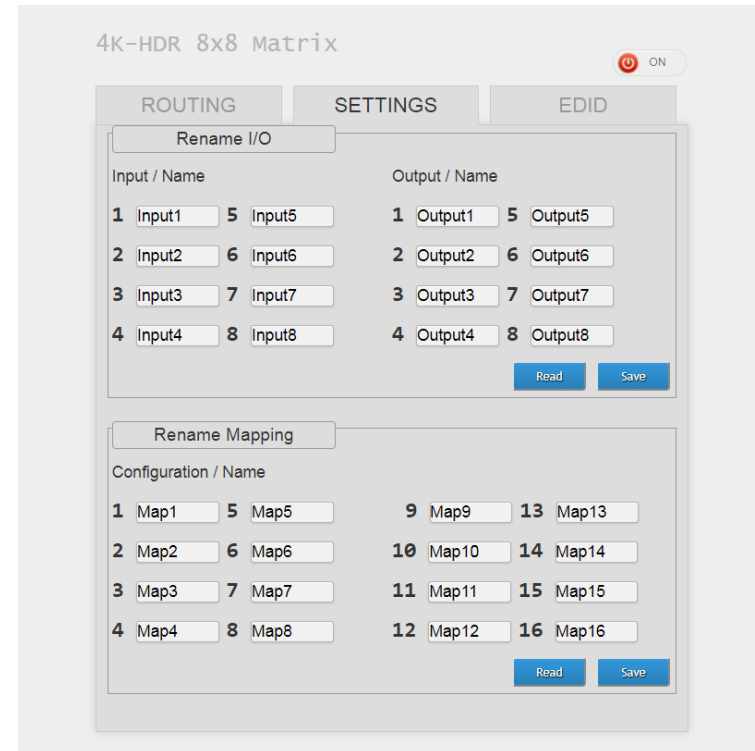 4K-HDR 8x8 Matrix
ON
ROUTING SETTINGS EDID
Rename I/O
Input / Name Output / Name
1 Input1 5 Input5 1 Output1 5 Output5
2 Input2 6 Input6 2 Output2 6 Output6
3 Input3 7 Input7 3 Output3 7 Output7
4 Input4 8 Input8 4 Output4 8 Output8
Read Save
Rename Mapping
Configuration / Name
1 Map1 5 Map5 9 Map9 13 Map13
2 Map2 6 Map6 10 Map10 14 Map14
3 Map3 7 Map7 11 Map11 15 Map15
4 Map4 8 Map8 12 Map12 16 Map16
Read Save